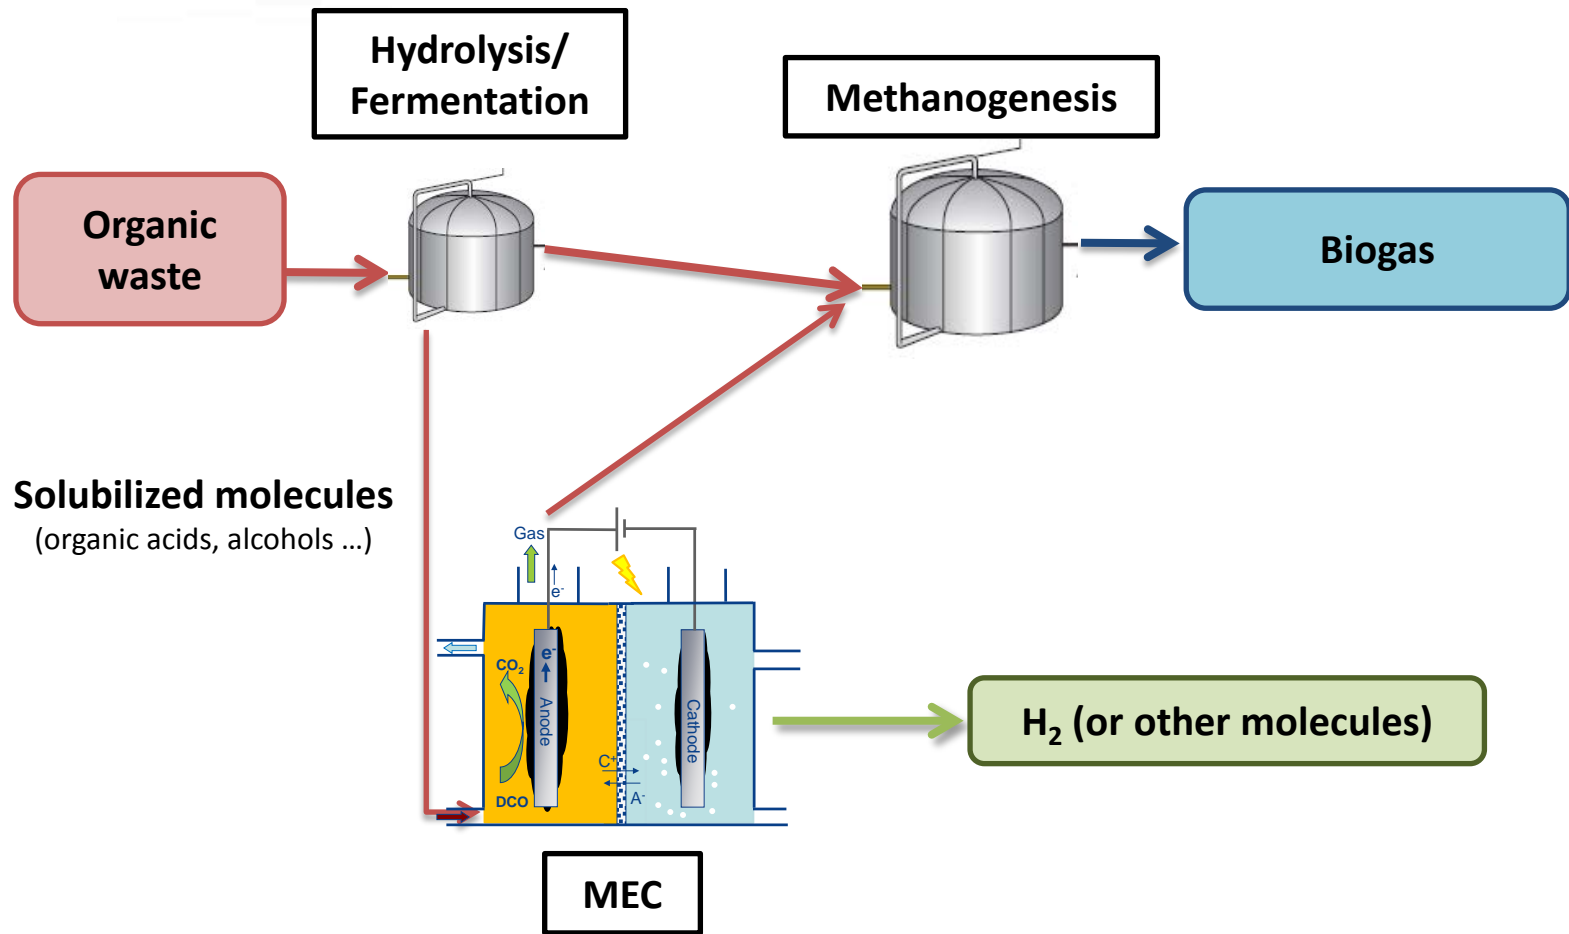 Hydrolysis/
Fermentation
Methanogenesis
Organic
waste
Biogas
Solubilized molecules
(organic acids, alcohols ...)
Gas
e-
CO₂
e-
Anode
Cathode
C+
A-
DCO
H₂ (or other molecules)
MEC